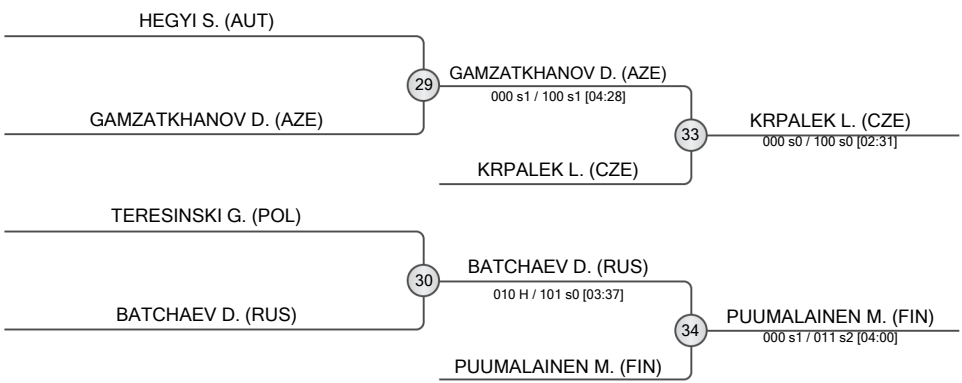 HEGYI S. (AUT)
29
GAMZATKHANOV D. (AZE)
000 s1 / 100 s1 [04:28]
GAMZATKHANOV D. (AZE)
33
KRPALEK L. (CZE)
000 s0 / 100 s0 [02:31]
KRPALEK L. (CZE)
TERESINSKI G. (POL)
30
BATCHAEV D. (RUS)
010 H / 101 s0 [03:37]
BATCHAEV D. (RUS)
34
PUUMALAINEN M. (FIN)
000 s1 / 011 s2 [04:00]
PUUMALAINEN M. (FIN)